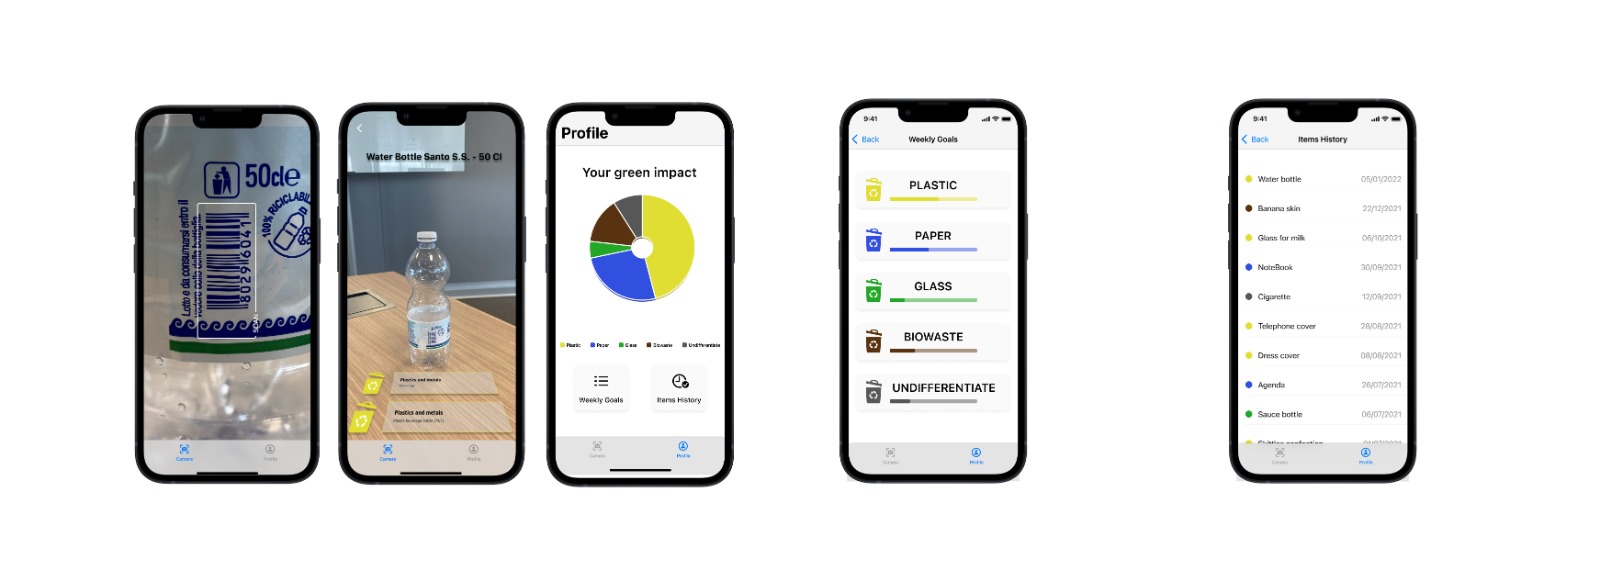 50cle
100% RICICLABIL
Lotto e da consumarsi entro il
8029 6041
SCAN
Camera
Profile
Water Bottle Santo S.S. - 50 Cl
Plastics and metals
Plastics and metals
Camera
Profile
Profile
Your green impact
Plastic
Paper
Glass
Biowaste
Undifferentiate
Weekly Goals
Items History
Camera
Profile
9:41
Back
Weekly Goals
PLASTIC
PAPER
GLASS
BIOWASTE
UNDIFFERENTIATE
Camera
Profile
9:41
Back
Items History
Water bottle 05/01/2022
Banana skin 22/12/2021
Glass for milk 06/10/2021
NoteBook 30/09/2021
Cigarette 12/09/2021
Telephone cover 28/08/2021
Dress cover 08/08/2021
Agenda 26/07/2021
Sauce bottle 06/07/2021
Camera
Profile